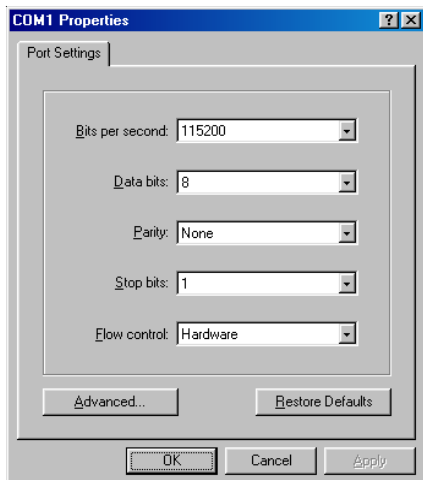 COM1 Properties
Port Settings
Bits per second: 115200
Data bits: 8
Parity: None
Stop bits: 1
Flow control: Hardware
Advanced... Restore Defaults
OK Cancel Apply